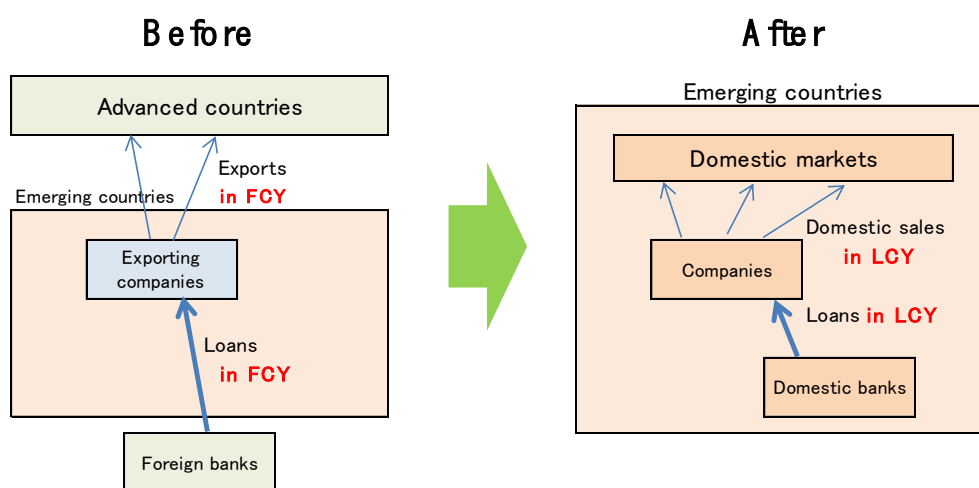 Before
Advanced countries
Exports
in FCY
Emerging countries
Exporting
companies
Loans
in FCY
Foreign banks
After
Emerging countries
Domestic markets
Domestic sales
in LCY
Companies
Loans in LCY
Domestic banks